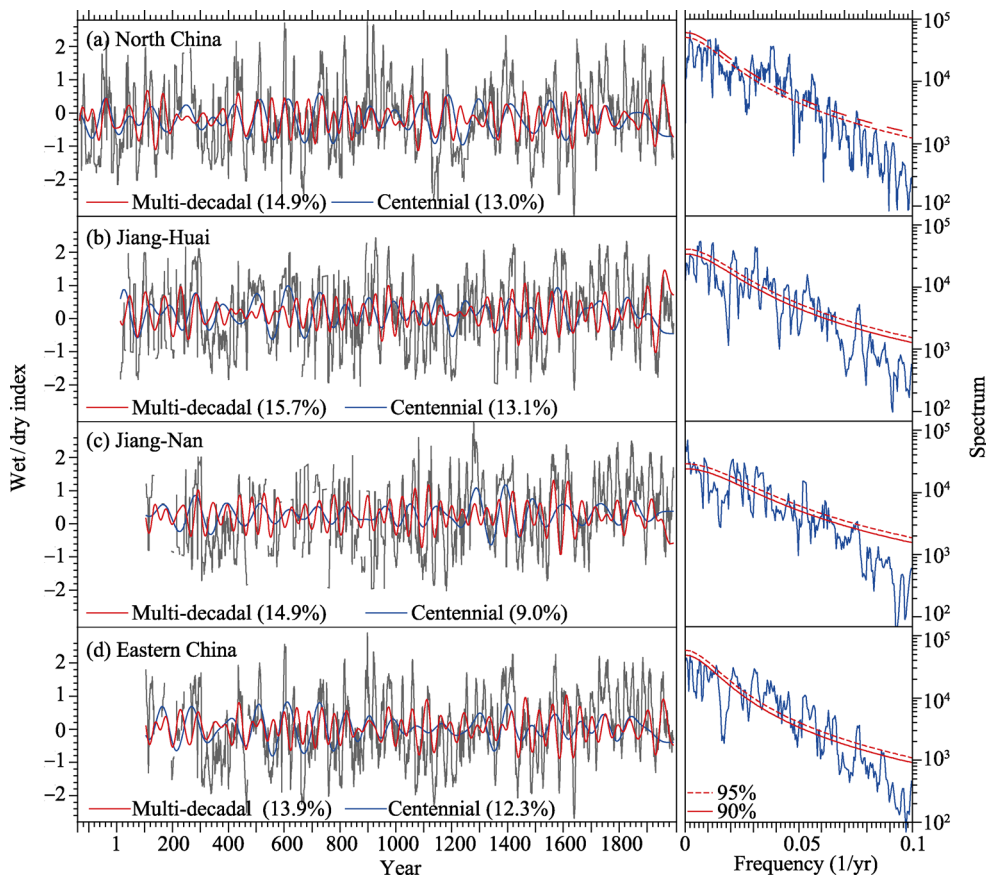 (a) North China
2
1
0
−1
−2
Multi-decadal (14.9%) Centennial (13.0%)
10^5
10^4
10^3
10^2
(b) Jiang-Huai
2
1
0
−1
−2
Multi-decadal (15.7%) Centennial (13.1%)
10^5
10^4
10^3
10^2
(c) Jiang-Nan
2
1
0
−1
−2
Multi-decadal (14.9%) Centennial (9.0%)
10^5
10^4
10^3
10^2
(d) Eastern China
2
1
0
−1
−2
Multi-decadal (13.9%) Centennial (12.3%)
95%
90%
10^5
10^4
10^3
10^2
Wet/dry index
Spectrum
1 200 400 600 800 1000 1200 1400 1600 1800
Year
0 0.05 0.1
Frequency (1/yr)